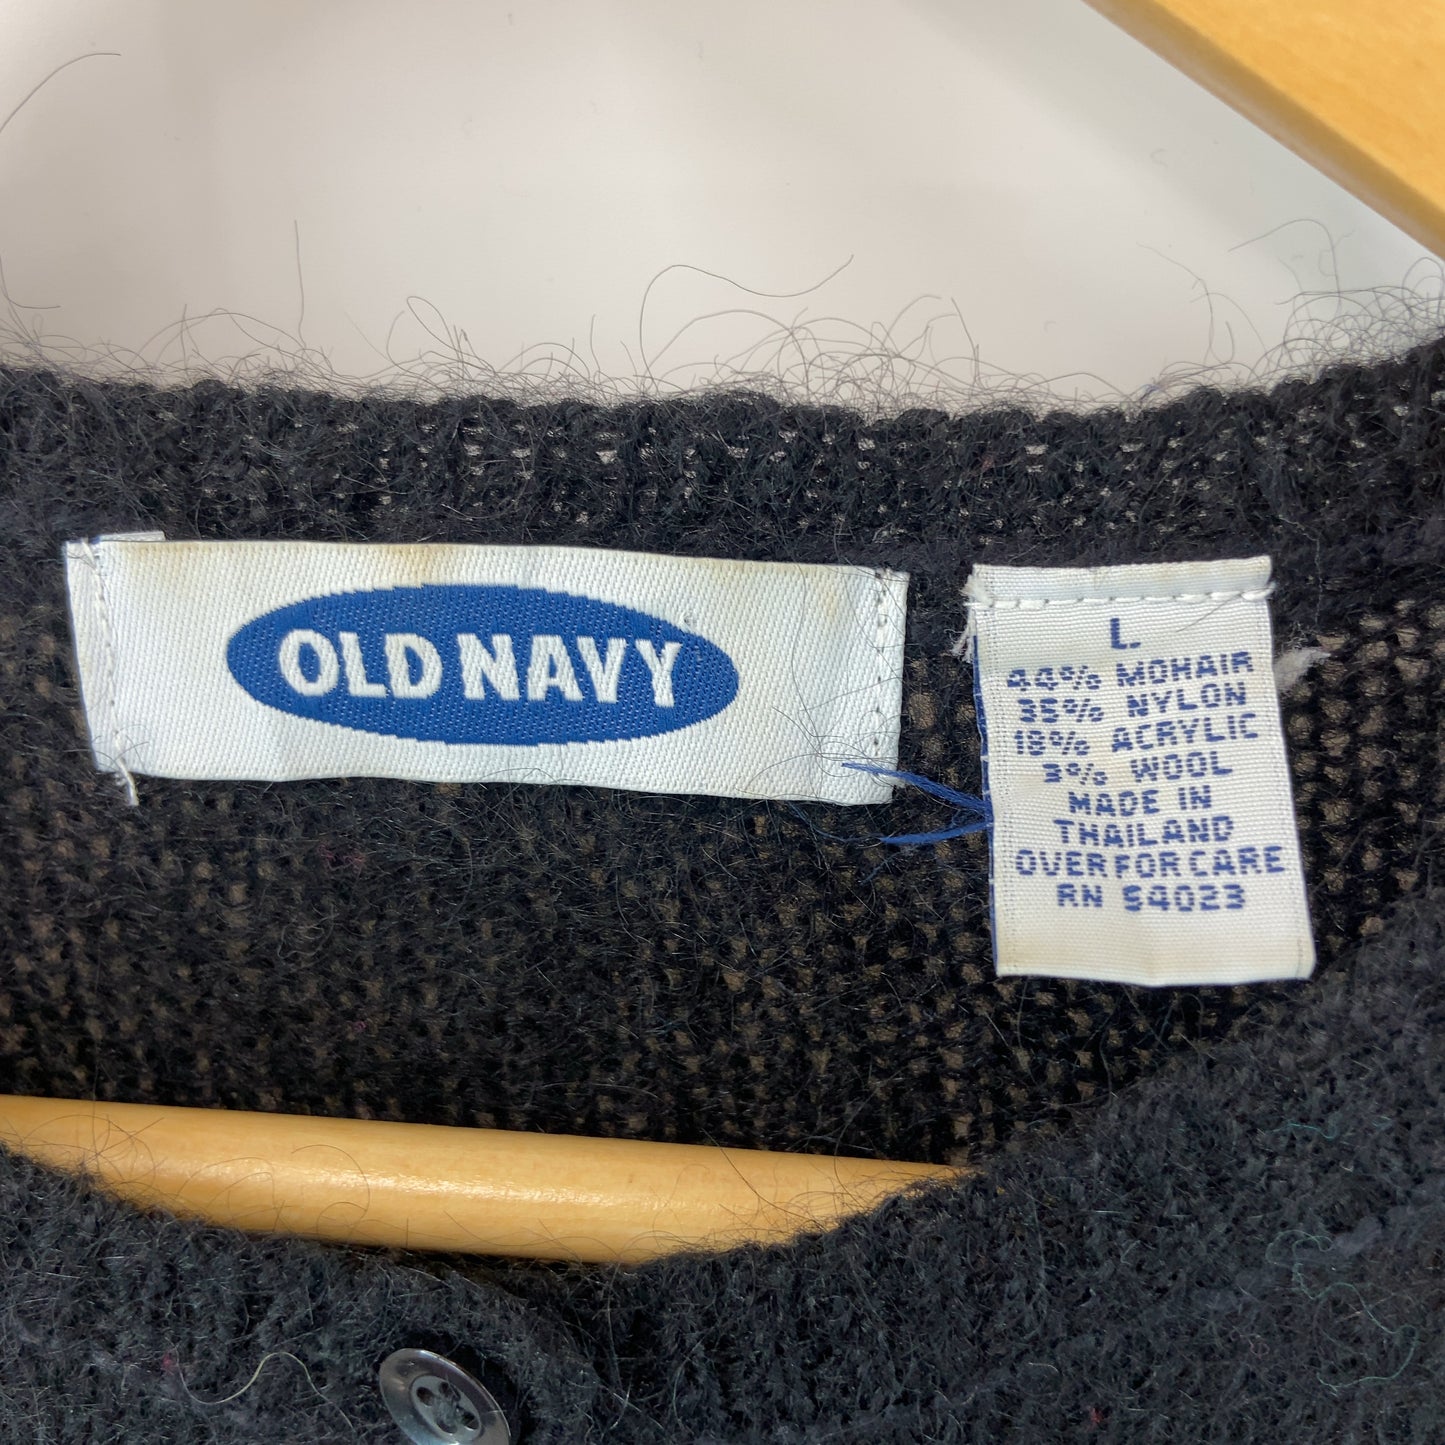 OLD NAVY
L
44% MOHAIR
35% NYLON
18% ACRYLIC
3% WOOL
MADE IN
THAILAND
OVER FOR CARE
RN 54023